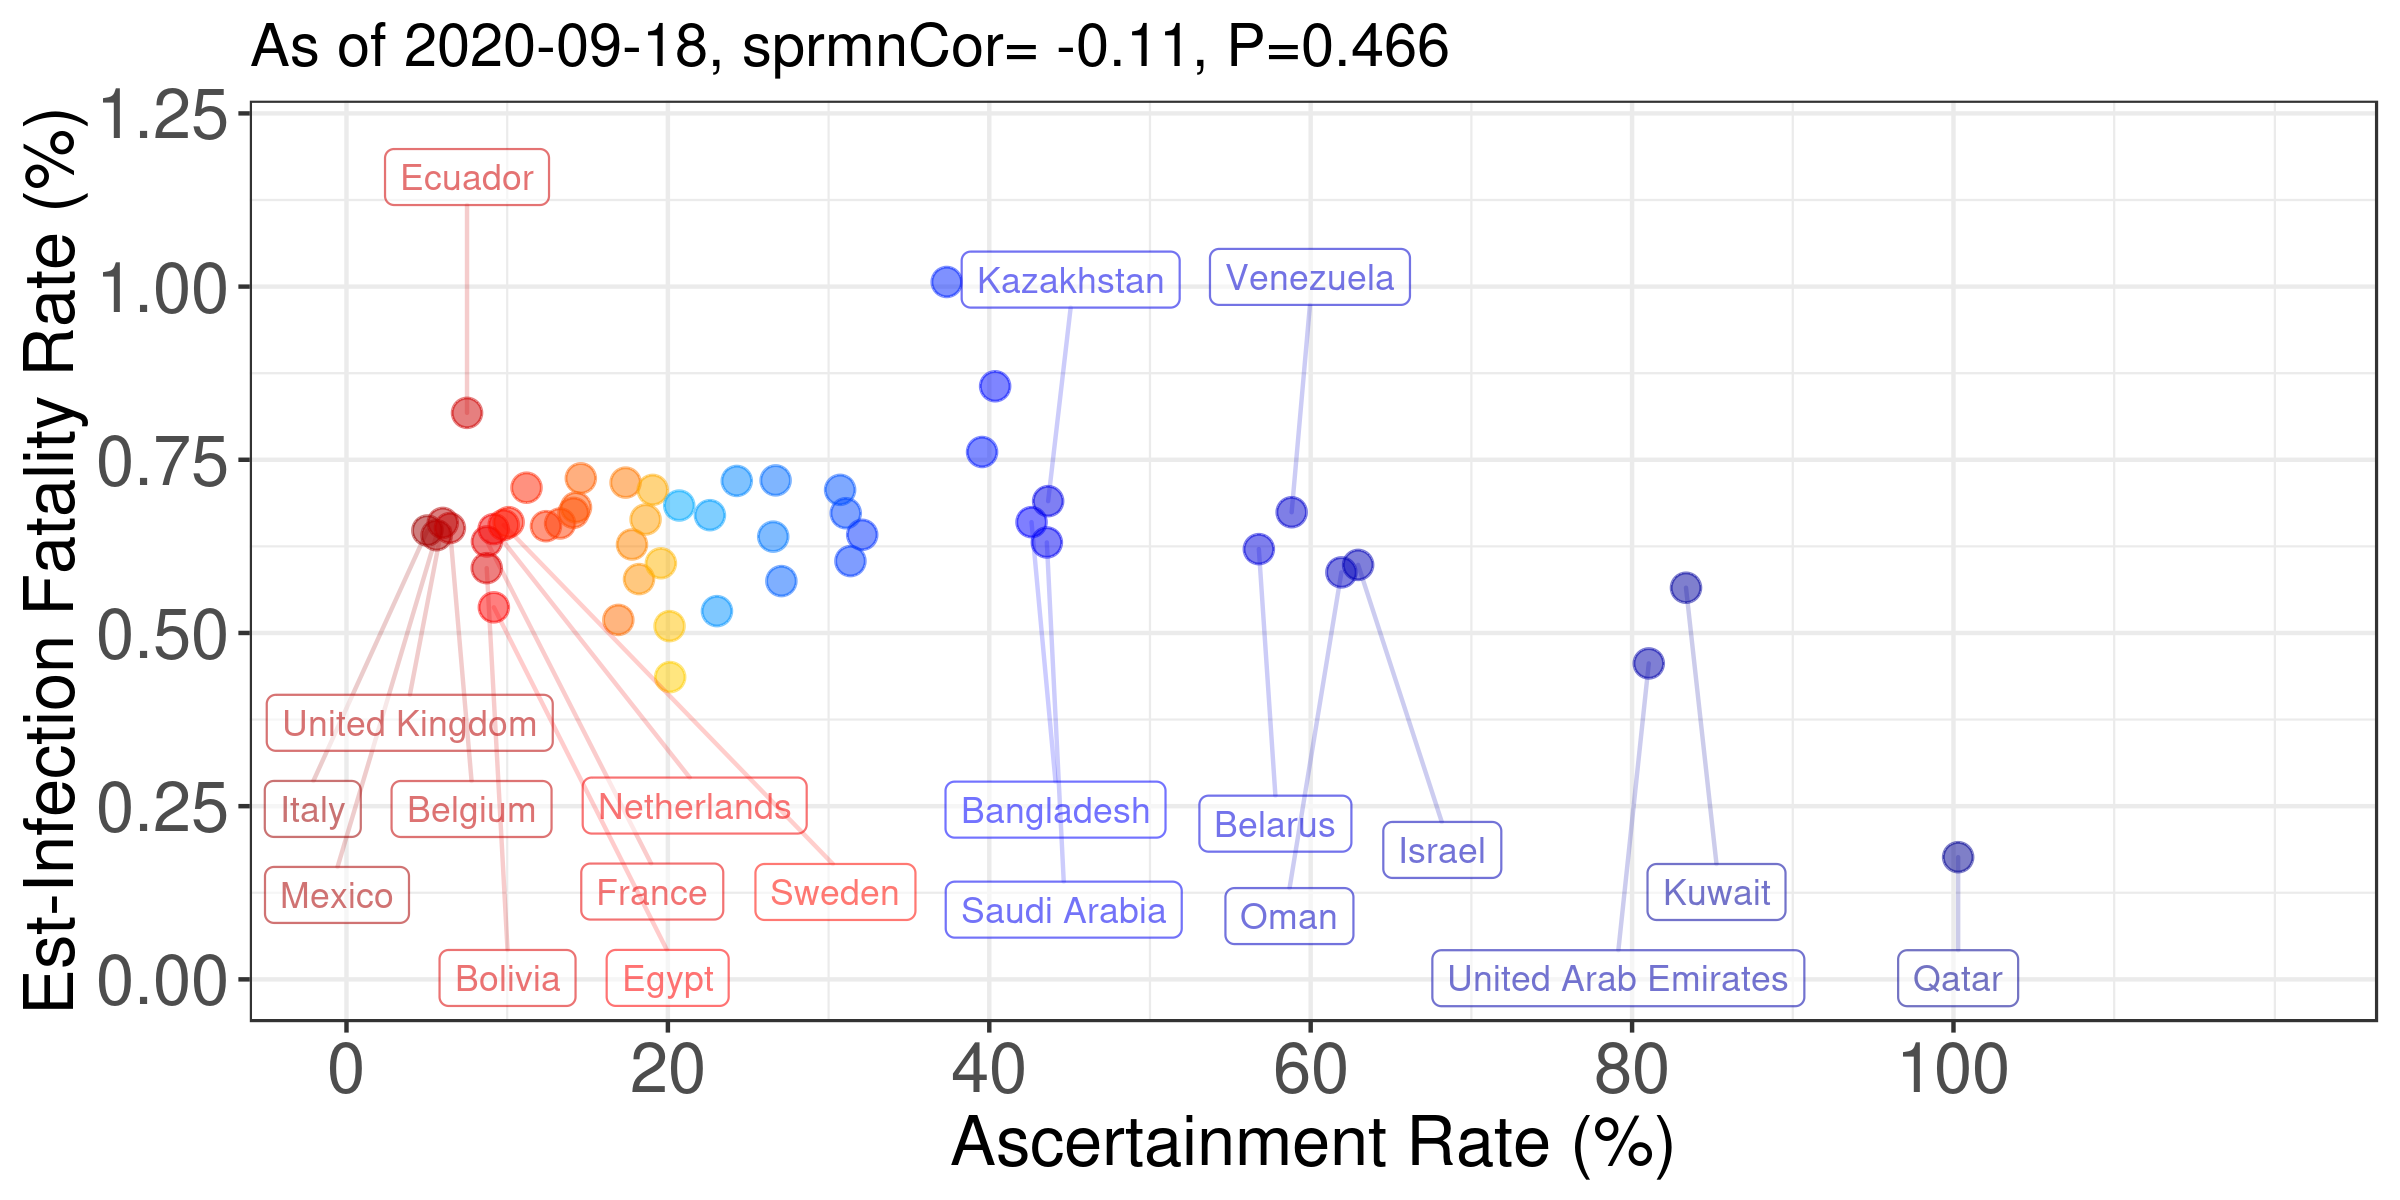 As of 2020-09-18, sprmnCor= -0.11, P=0.466
Est-Infection Fatality Rate (%)
1.25
1.00
0.75
0.50
0.25
0.00
Ecuador
Kazakhstan
Venezuela
United Kingdom
Italy
Belgium
Netherlands
Bangladesh
Belarus
Israel
Mexico
France
Sweden
Saudi Arabia
Oman
Kuwait
Bolivia
Egypt
United Arab Emirates
Qatar
0
20
40
60
80
100
Ascertainment Rate (%)